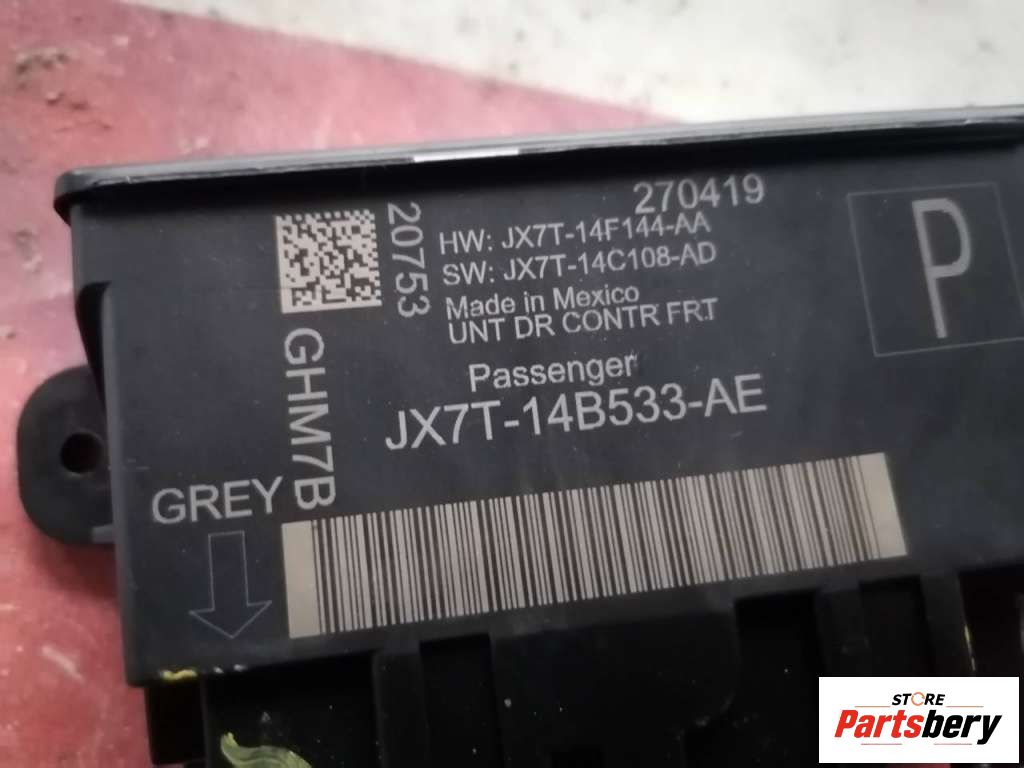 270419
HW: JX7T-14F144-AA
SW: JX7T-14C108-AD
Made in Mexico
UNT DR CONTR FRT
Passenger
JX7T-14B533-AE
20753
GHM7B
GREY
P
STORE
Partsbery